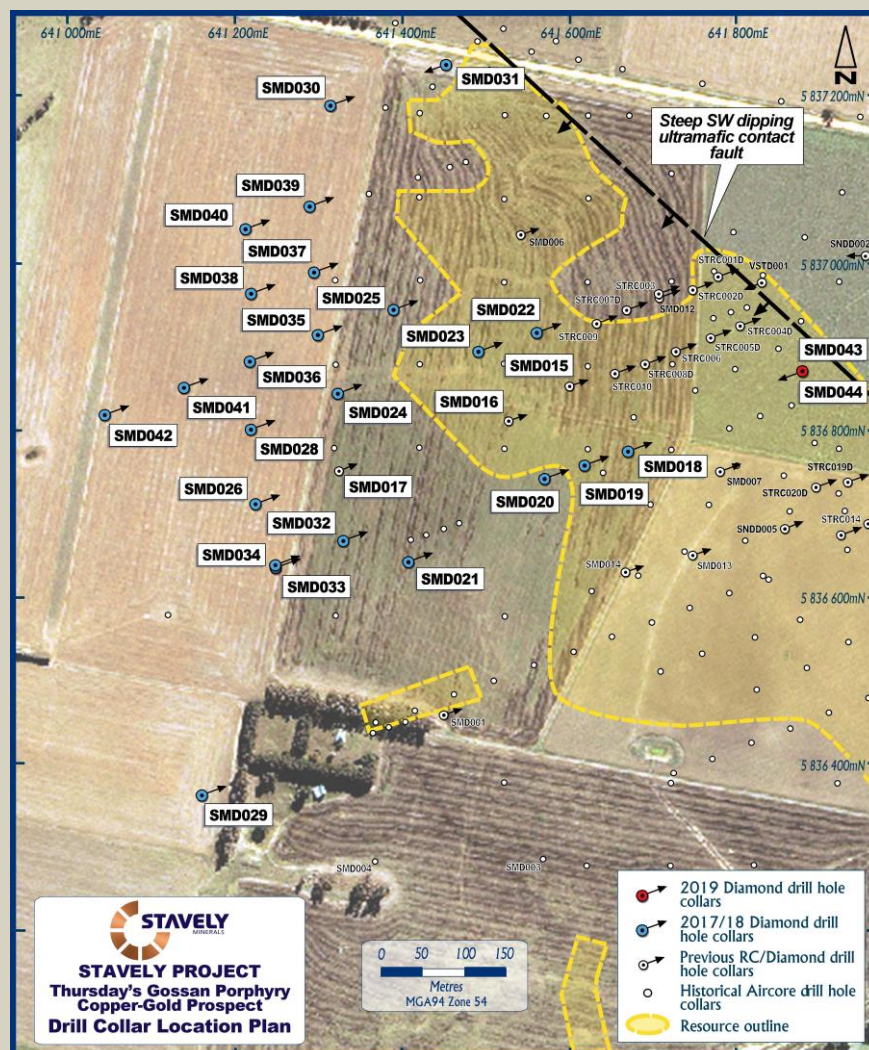 641 000mE
641 200mE
641 400mE
641 600mE
641 800mE
N
5 837 200mN
SMD031
SMD030
Steep SW dipping
ultramafic contact
fault
SMD039
SMD040
SMD006
SNDD002
5 837 000mN
SMD037
STRC001D
VSTD001
SMD038
STRC003
STRC002D
SMD025
STRC007D
SMD012
SMD022
STRC009
STRC004D
SMD035
SMD023
STRC005D
SMD015
STRC006
SMD043
SMD036
STRC008D
STRC010
SMD044
SMD041
SMD024
SMD016
SMD042
5 836 800mN
SMD028
SMD018
SMD017
SMD007
STRC019D
SMD026
SMD019
SMD020
STRC020D
SMD032
SNDD005
STRC014
SMD034
SMD021
SMD013
SMD014
SMD033
5 836 600mN
SMD001
5 836 400mN
SMD029
SMD004
SMD003
STAVELY
MINERALS
STAVELY PROJECT
Thursday's Gossan Porphyry
Copper-Gold Prospect
Drill Collar Location Plan
0 50 100 150
Metres
MGA94 Zone 54
2019 Diamond drill hole
collars
2017/18 Diamond drill
hole collars
Previous RC/Diamond drill
hole collars
Historical Aircore drill hole
collars
Resource outline